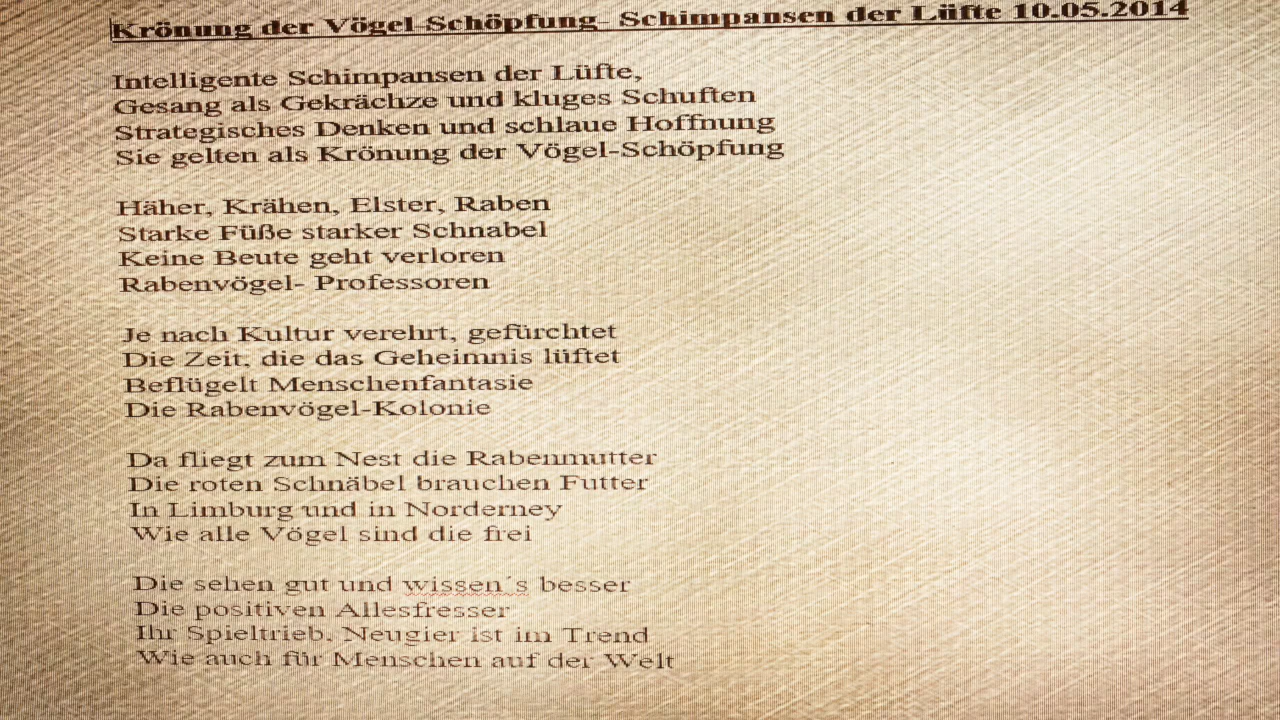 Krönung der Vögel-Schöpfung- Schimpansen der Lüfte 10.05.2014
Intelligente Schimpansen der Lüfte,
Gesang als Gekrächze und kluges Schuften
Strategisches Denken und schlaue Hoffnung
Sie gelten als Krönung der Vögel-Schöpfung
Häher, Krähen, Elster, Raben
Starke Füße starker Schnabel
Keine Beute geht verloren
Rabenvögel- Professoren
Je nach Kultur verehrt, gefürchtet
Die Zeit, die das Geheimnis lüftet
Beflügelt Menschenfantasie
Die Rabenvögel-Kolonie
Da fliegt zum Nest die Rabenmutter
Die roten Schnäbel brauchen Futter
In Limburg und in Norderney
Wie alle Vögel sind die frei
Die sehen gut und wissen´s besser
Die positiven Allesfresser
Ihr Spieltrieb, Neugier ist im Trend
Wie auch für Menschen auf der Welt